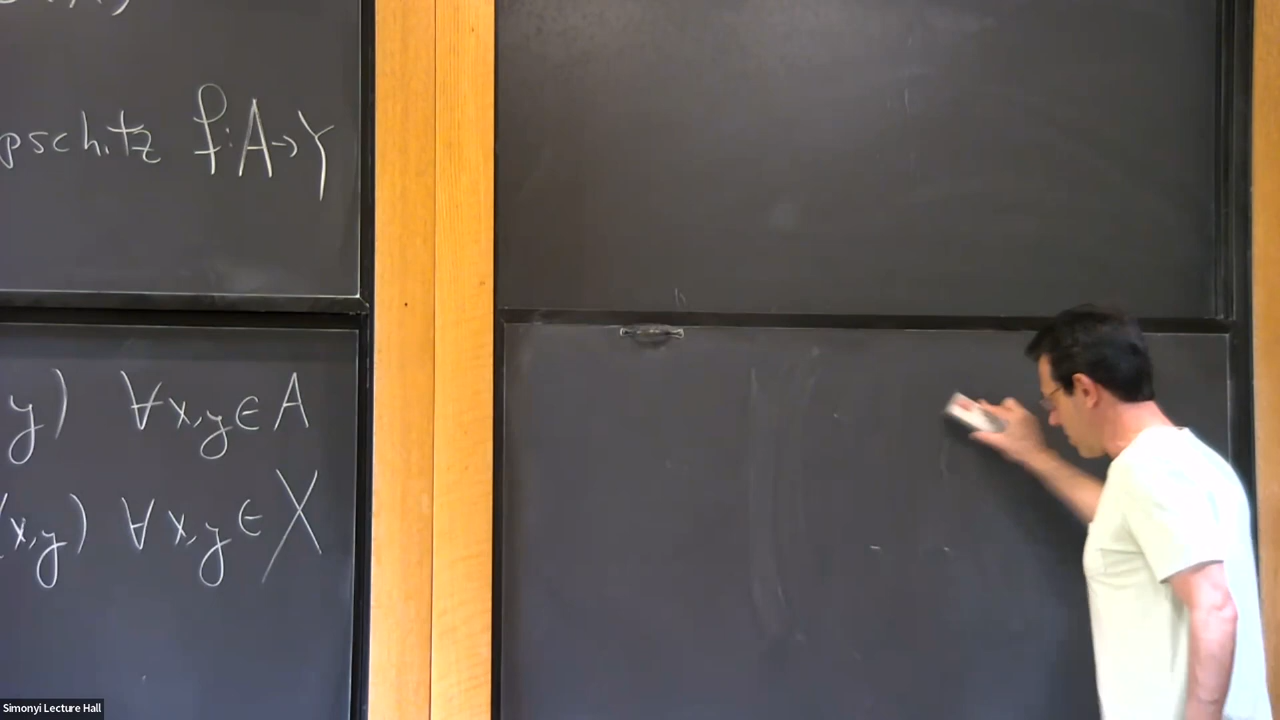 pschitz f: A→Y
y) ∀x,y∈A
(x,y) ∀x,y∈X
Simonyi Lecture Hall